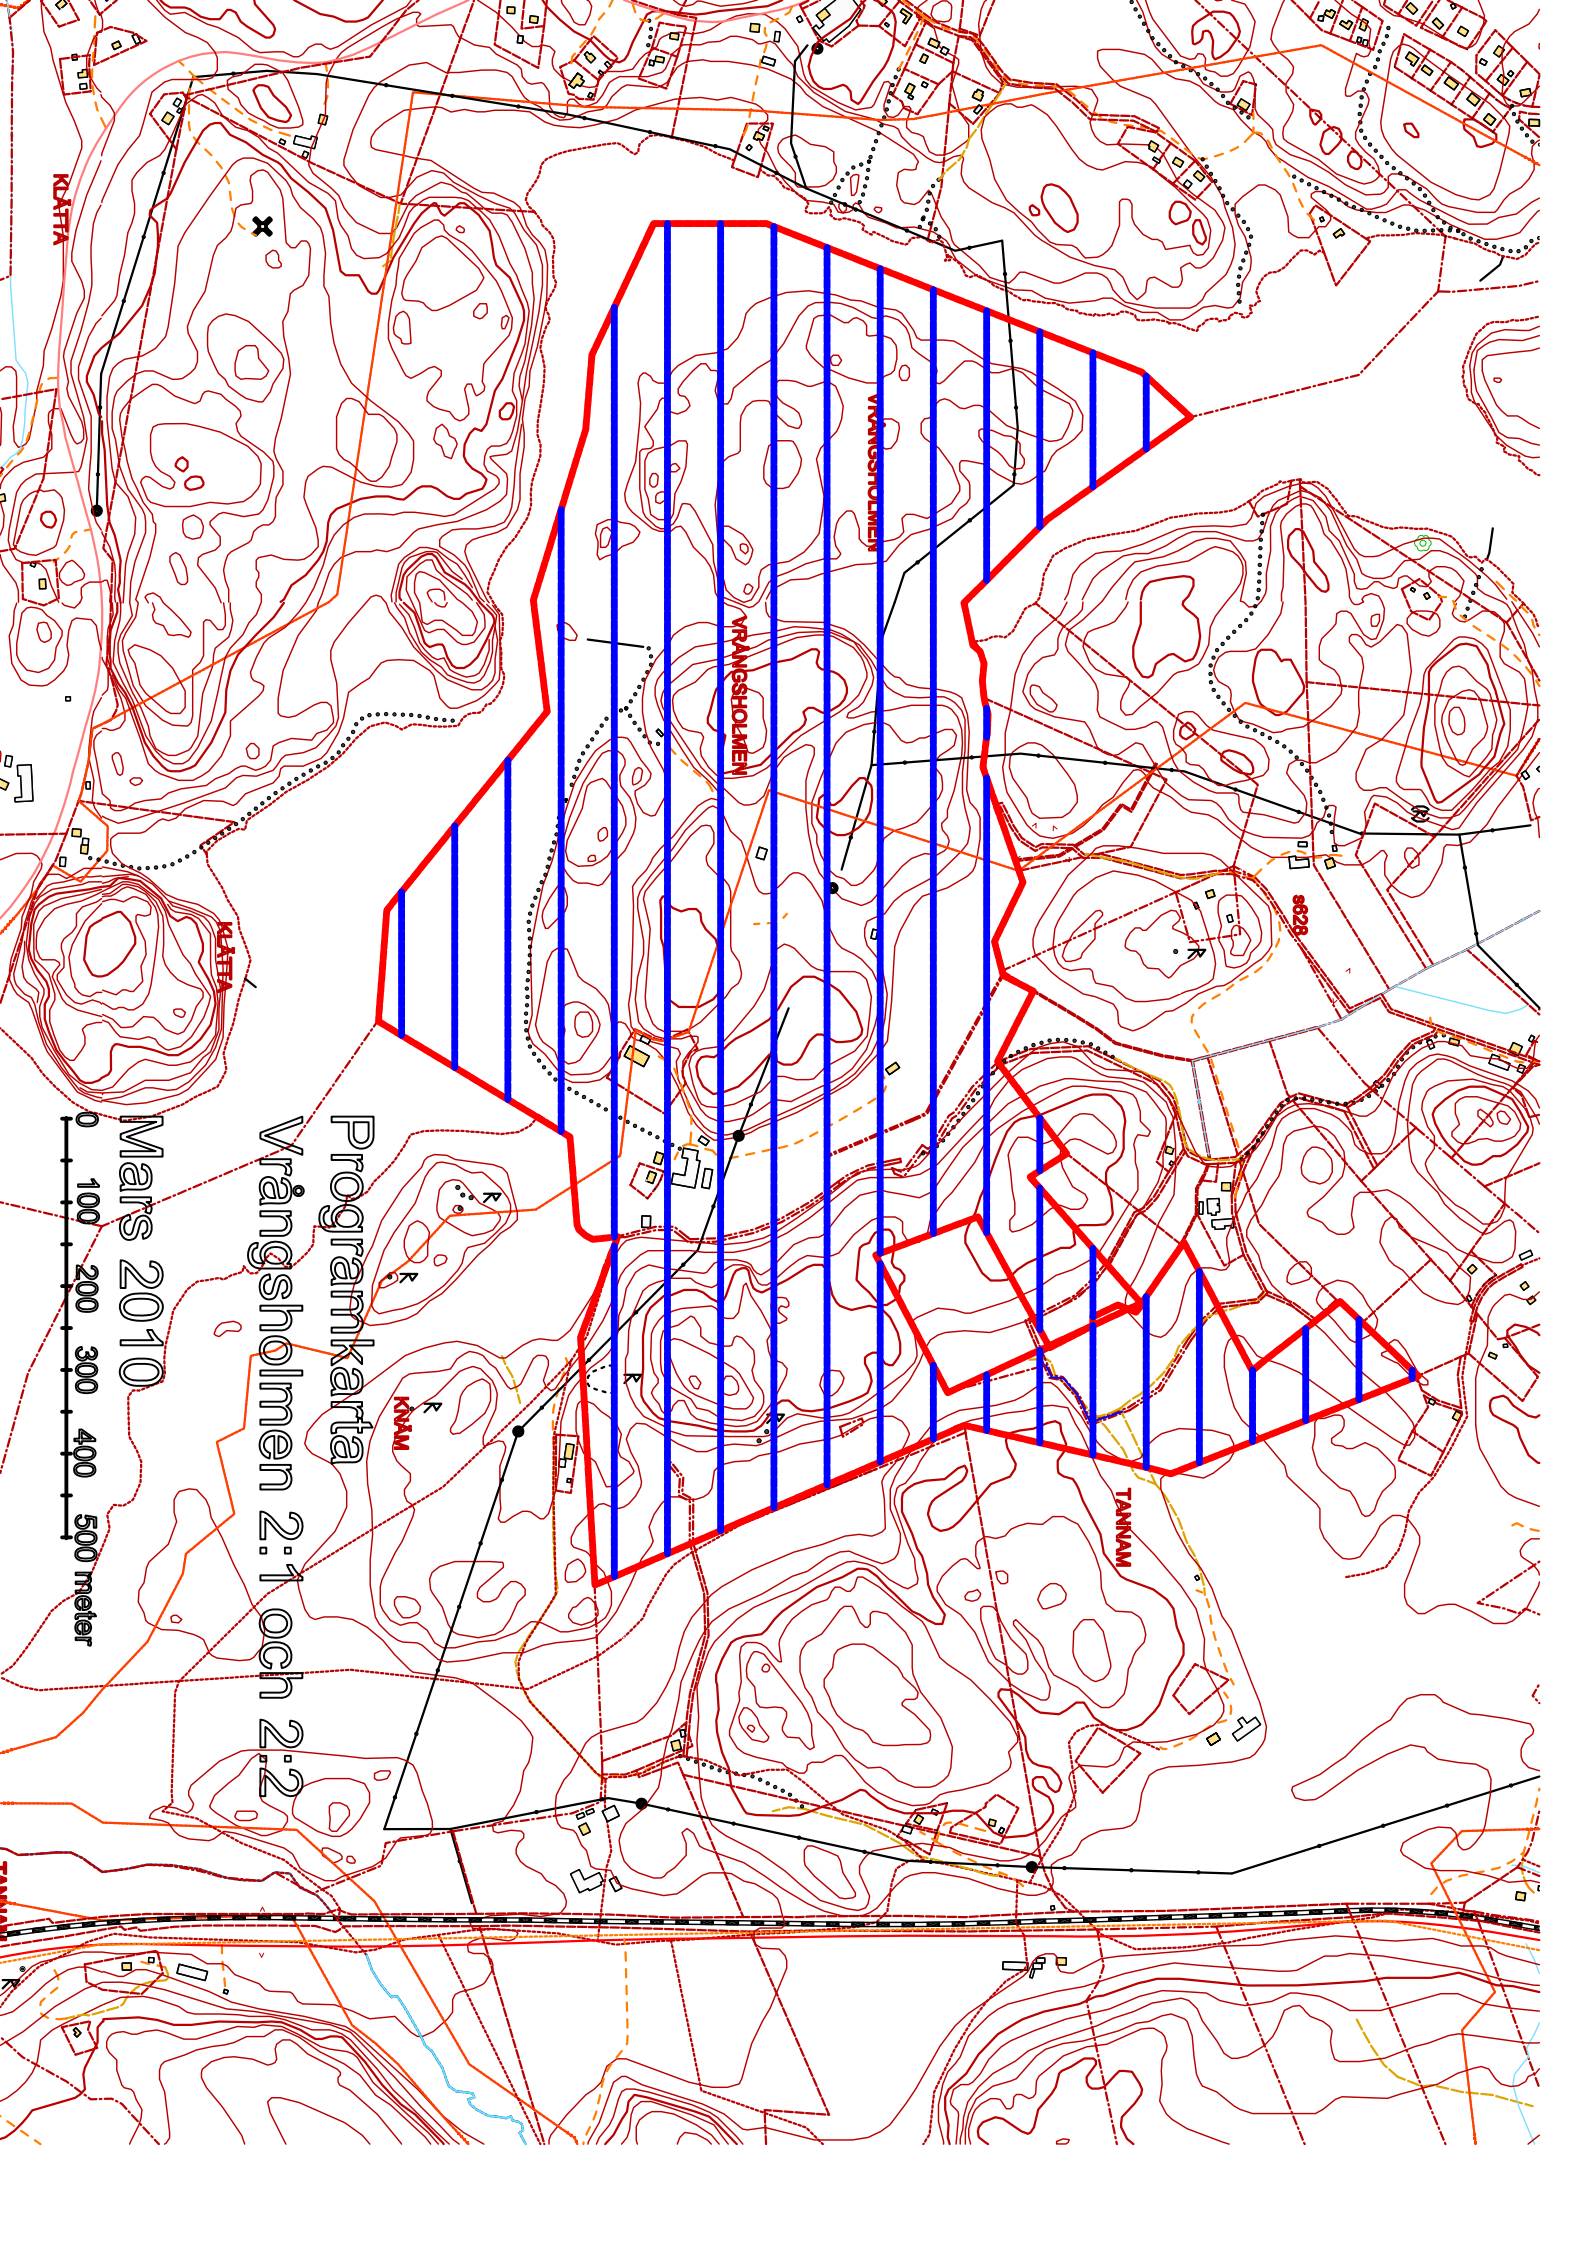 Programkarta
Vrångsholmen 2:1 och 2:2
Mars 2010
0 100 200 300 400 500 meter
KLÄTTA
KLÄTTA
VRÅNGSHOLMEN
VRÅNGSHOLMEN
s628
KNÄM
TANNAM
R
R
R
R
R
R
R
R
R